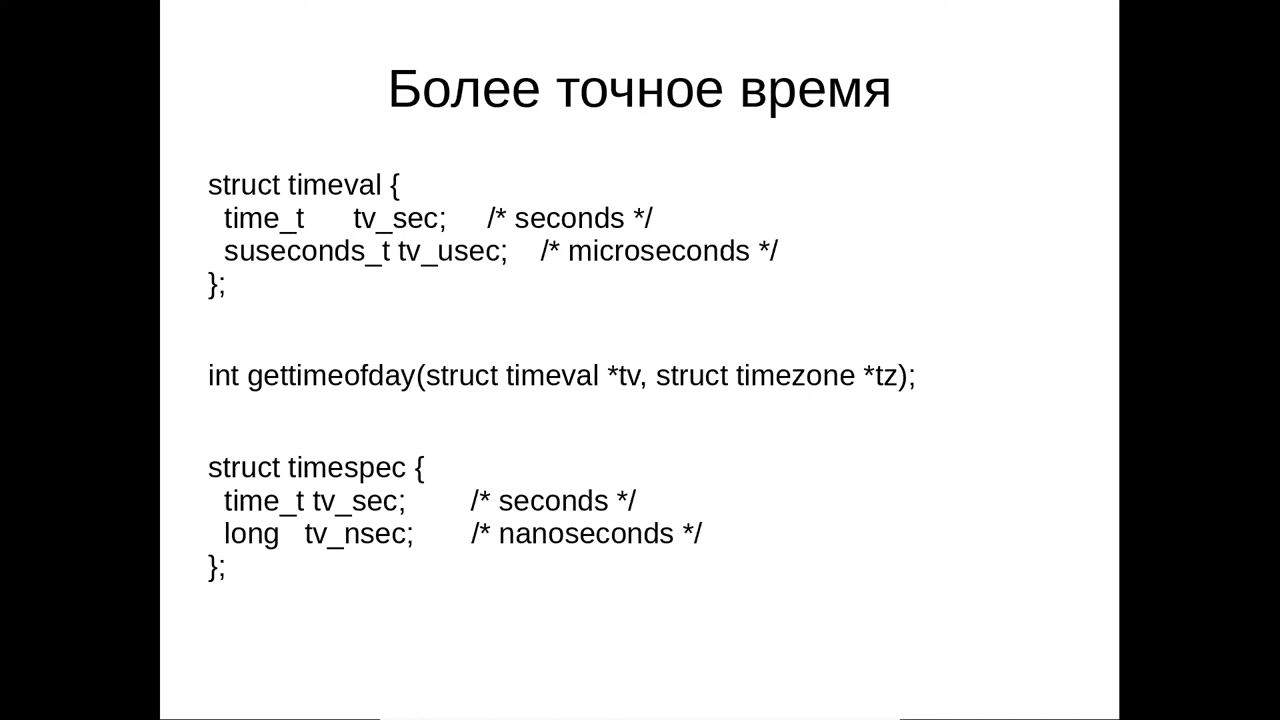 Более точное время
struct timeval {
time_t tv_sec; /* seconds */
suseconds_t tv_usec; /* microseconds */
};
int gettimeofday(struct timeval *tv, struct timezone *tz);
struct timespec {
time_t tv_sec; /* seconds */
long tv_nsec; /* nanoseconds */
};